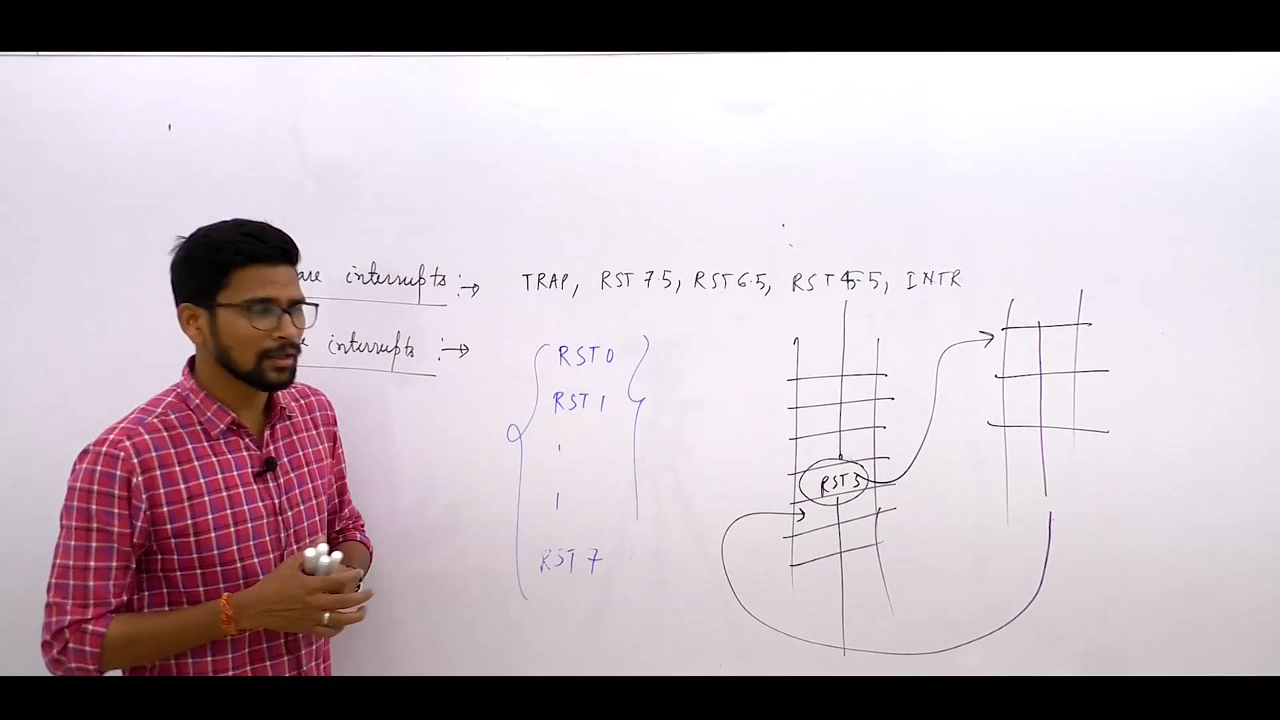 are interrupts :→ TRAP, RST 7.5, RST 6.5, RST 5.5, INTR
e interrupts :→
RST 0
RST 1
RST 7
RST 5